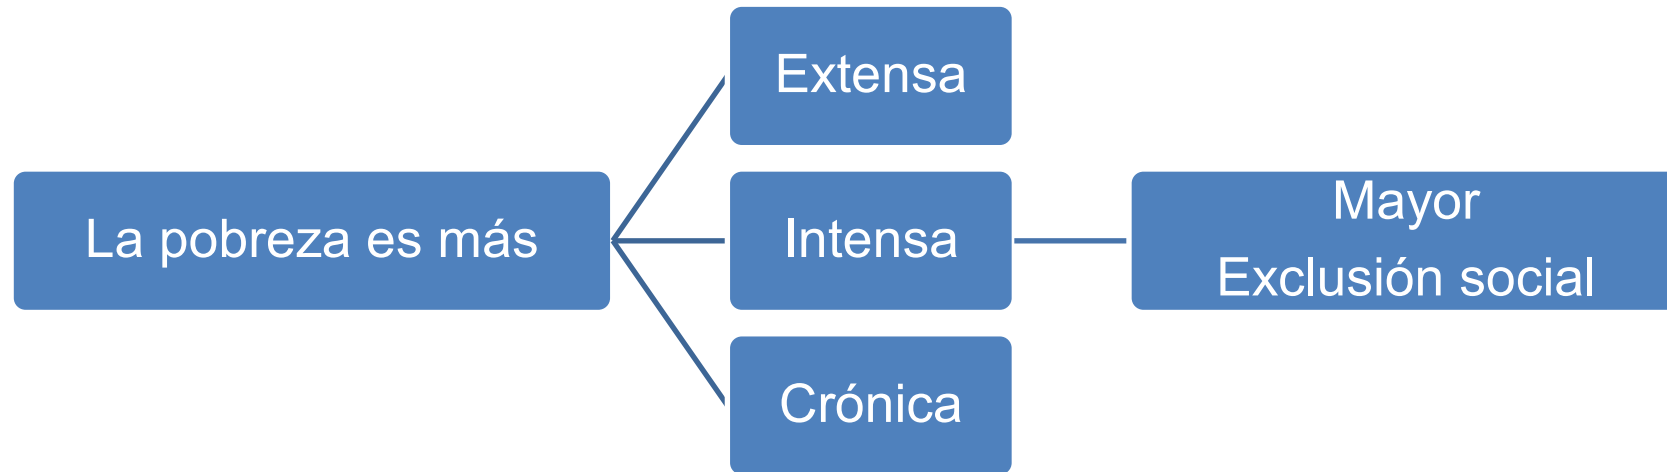 La pobreza es más
Extensa
Intensa
Crónica
Mayor
Exclusión social